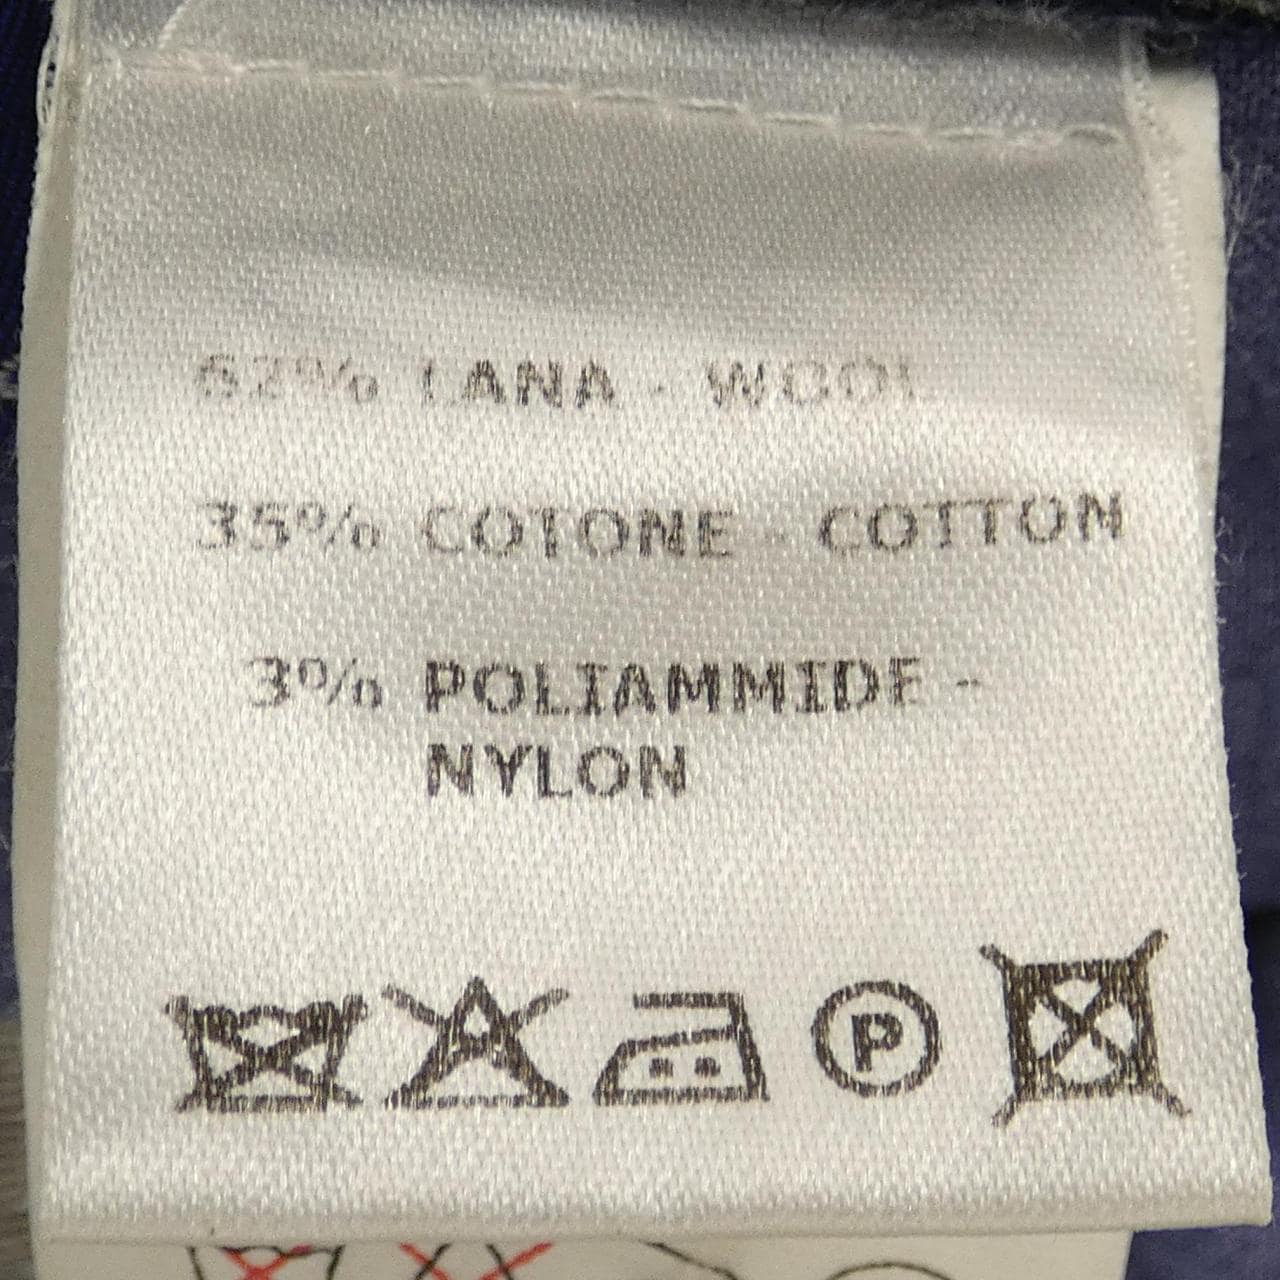 62% LANA - WOOL
35% COTONE - COTTON
3% POLIAMMIDE -
NYLON
P